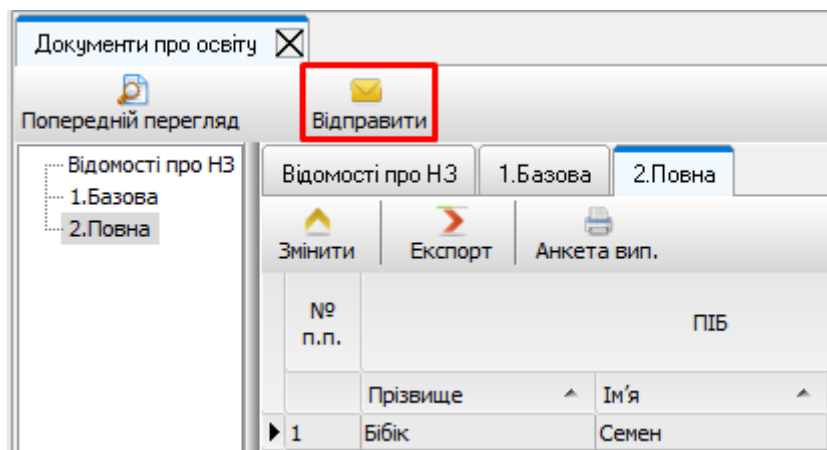 Документи про освіту
Попередній перегляд
Відправити
Відомості про НЗ
1.Базова
2.Повна
Відомості про НЗ
1.Базова
2.Повна
Змінити
Експорт
Анкета вип.
№
п.п.
ПІБ
Прізвище
Ім'я
1
Бібік
Семен